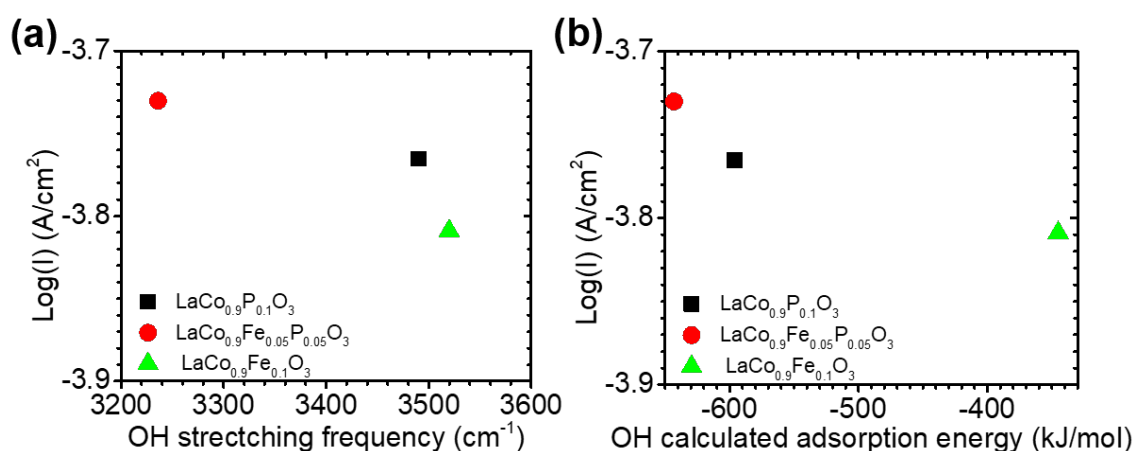 (a)
-3.7
-3.8
-3.9
Log(I) (A/cm²)
LaCo₀.₉P₀.₁O₃
LaCo₀.₉Fe₀.₀₅P₀.₀₅O₃
LaCo₀.₉Fe₀.₁O₃
3200 3300 3400 3500 3600
OH strectching frequency (cm⁻¹)
(b)
-3.7
-3.8
-3.9
Log(I) (A/cm²)
LaCo₀.₉P₀.₁O₃
LaCo₀.₉Fe₀.₀₅P₀.₀₅O₃
LaCo₀.₉Fe₀.₁O₃
-600 -500 -400
OH calculated adsorption energy (kJ/mol)